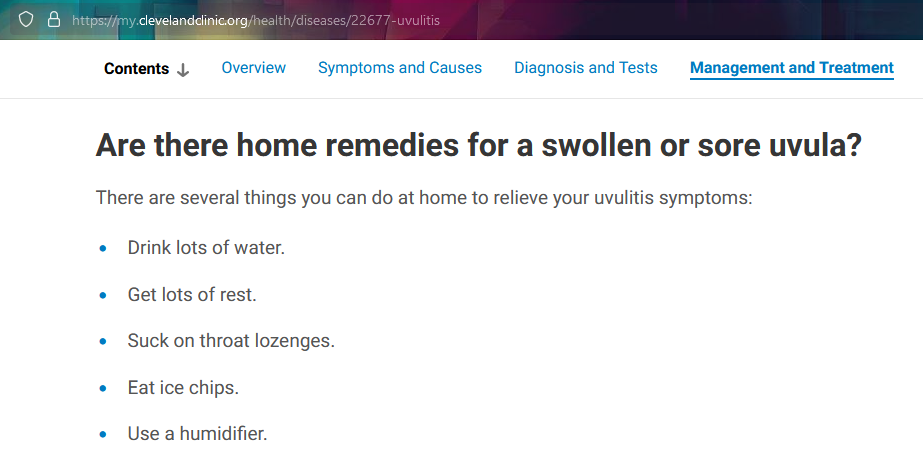 https://my.clevelandclinic.org/health/diseases/22677-uvulitis
Contents ↓ Overview Symptoms and Causes Diagnosis and Tests Management and Treatment
Are there home remedies for a swollen or sore uvula?
There are several things you can do at home to relieve your uvulitis symptoms:
• Drink lots of water.
• Get lots of rest.
• Suck on throat lozenges.
• Eat ice chips.
• Use a humidifier.